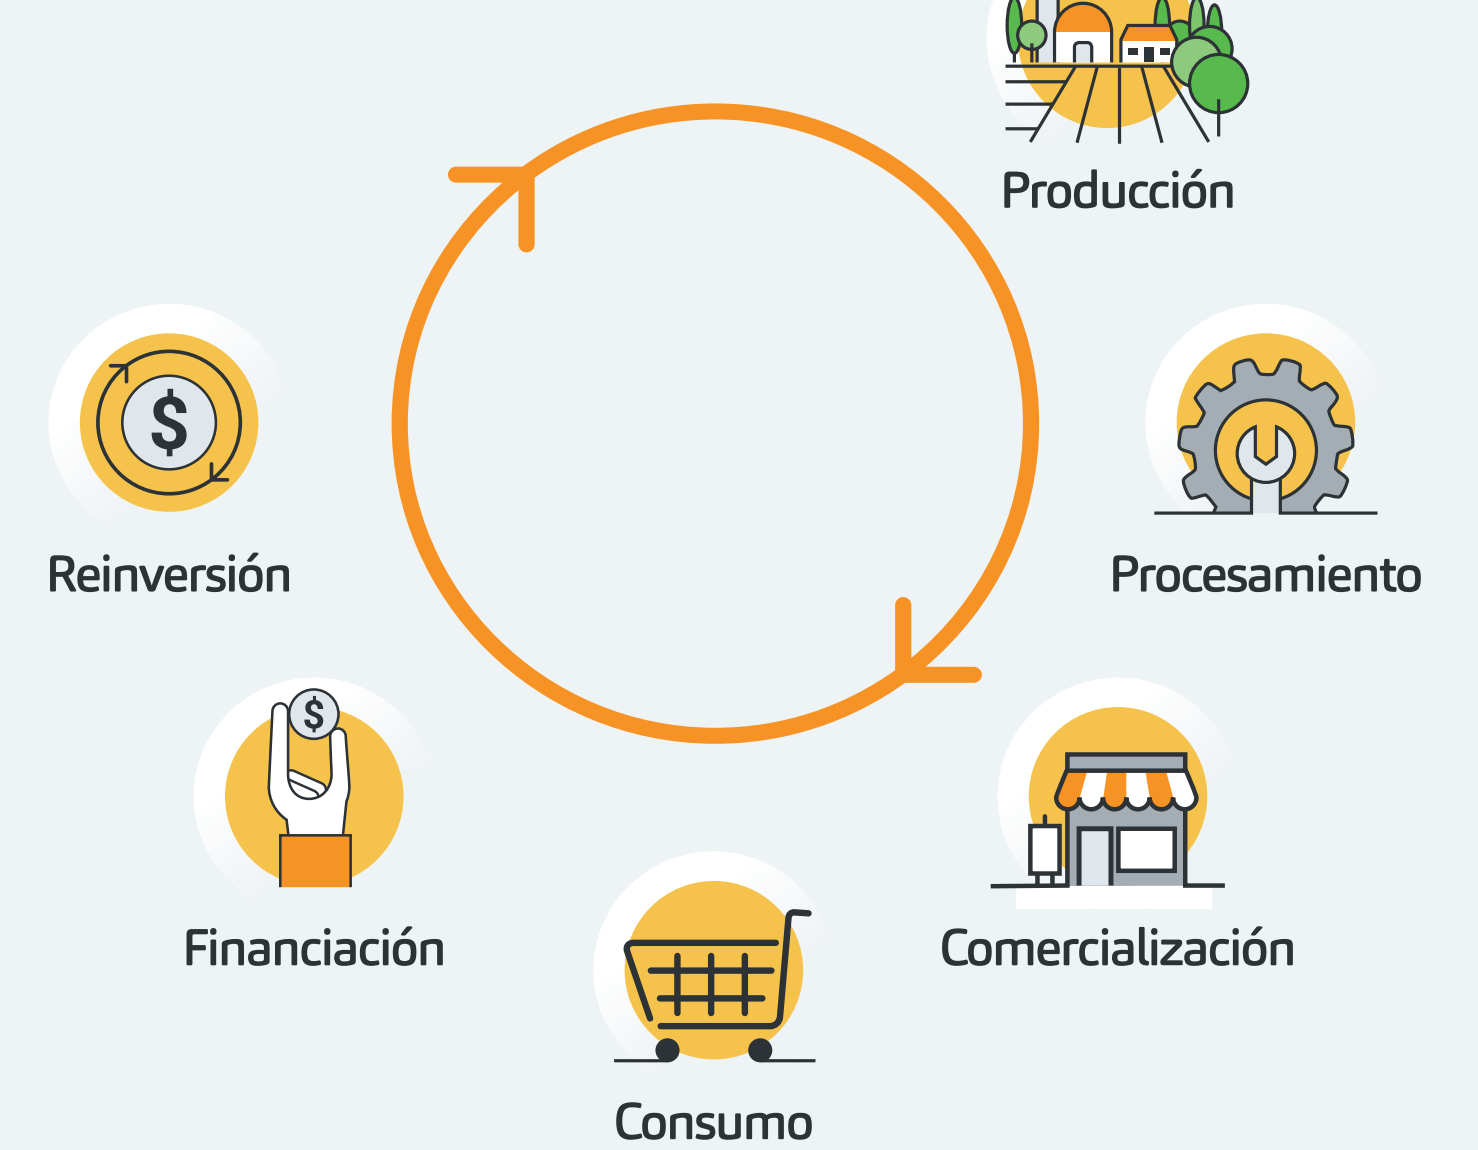 Producción
Reinversión
Procesamiento
$
$
Financiación
Comercialización
Consumo